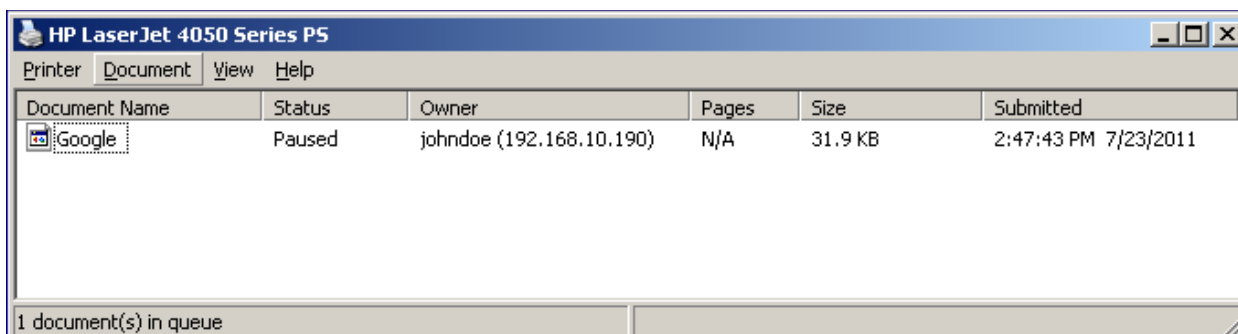 HP LaserJet 4050 Series PS
Printer Document View Help
Document Name Status Owner Pages Size Submitted
Google Paused johndoe (192.168.10.190) N/A 31.9 KB 2:47:43 PM 7/23/2011
1 document(s) in queue